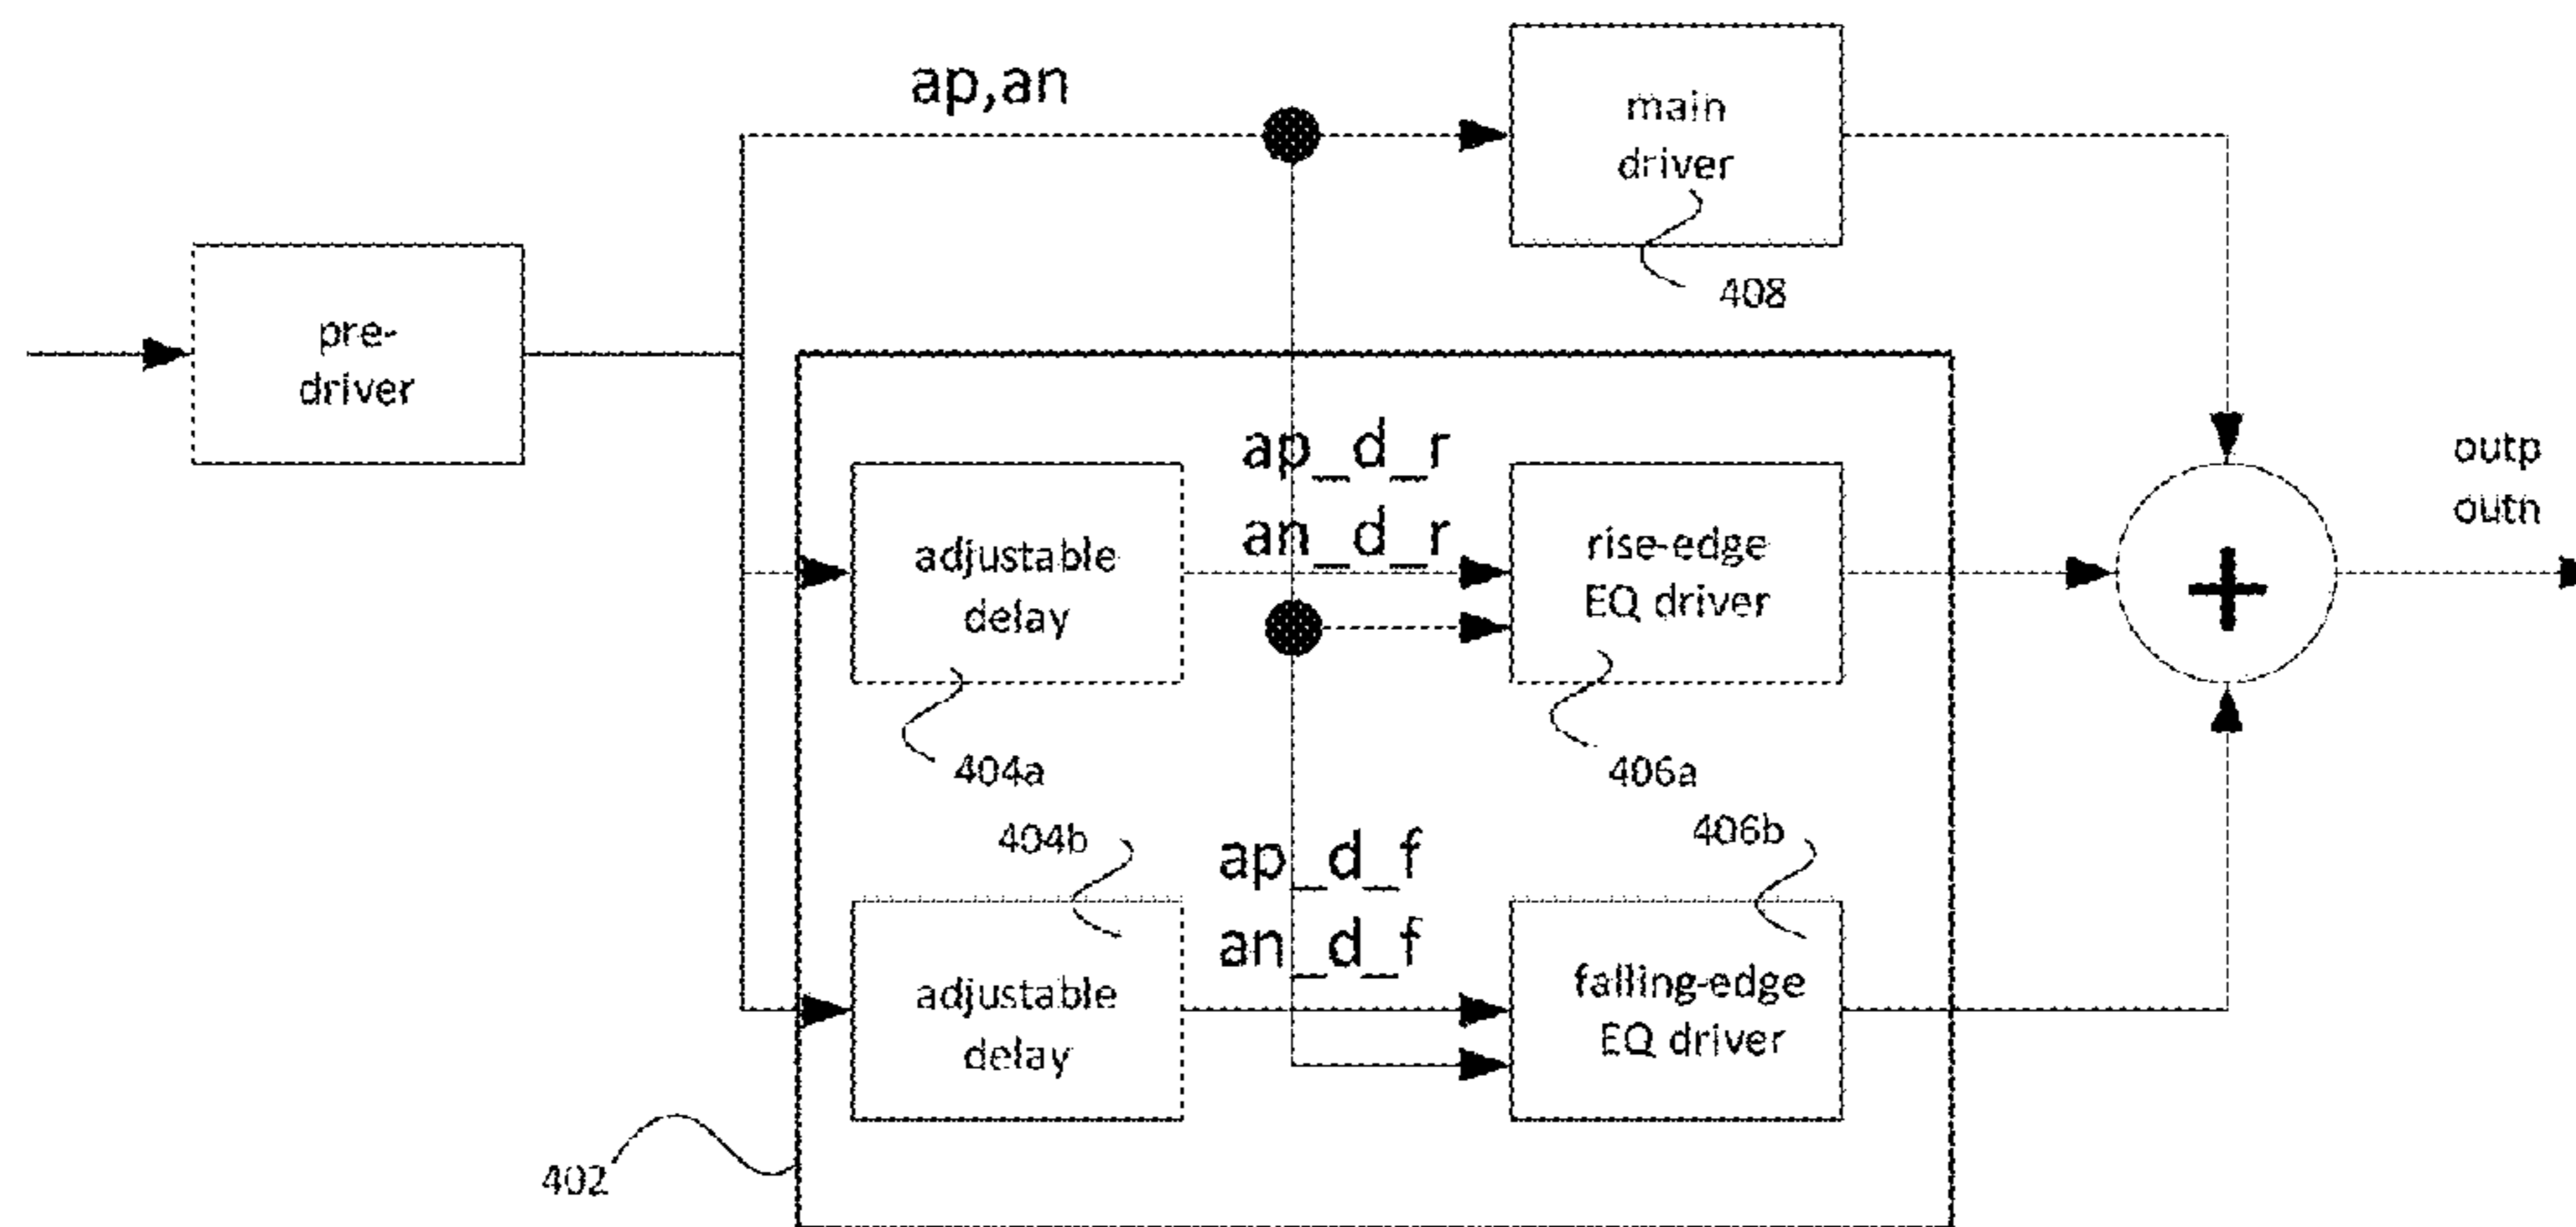 ap,an
main
driver
408
pre-
driver
ap_d_r
an_d_r
outp
outn
adjustable
delay
rise-edge
EQ driver
404a
406a
404b
406b
ap_d_f
an_d_f
adjustable
delay
falling-edge
EQ driver
402
+